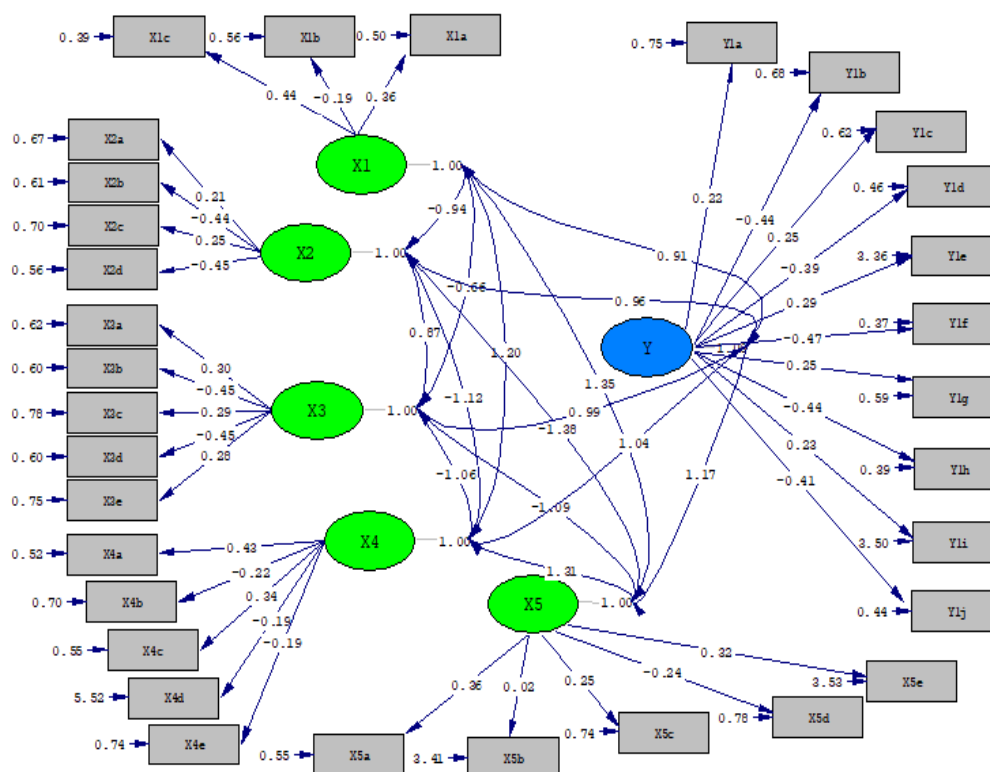 0.39 X1c 0.56 X1b 0.50 X1a
0.75 Y1a
0.68 Y1b
0.62 Y1c
0.46 Y1d
3.36 Y1e
0.37 Y1f
0.59 Y1g
0.39 Y1h
3.50 Y1i
0.44 Y1j
0.44 -0.19 0.36
X1 1.00
0.67 X2a
0.61 X2b
0.70 X2c
0.56 X2d
0.21
-0.44
0.25
-0.45
X2 1.00
0.62 X3a
0.60 X3b
0.78 X3c
0.60 X3d
0.75 X3e
0.30
-0.45
0.29
-0.45
0.28
X3 1.00
0.52 X4a
0.70 X4b
0.55 X4c
5.52 X4d
0.74 X4e
0.43
-0.22
0.34
-0.19
-0.19
X4 1.00
X5 1.00
0.36
0.02
0.25
-0.24
0.32
0.55 X5a
3.41 X5b
0.74 X5c
0.78 X5d
3.53 X5e
Y
0.22
-0.44
0.25
-0.39
0.29
-0.47
0.25
-0.44
0.23
-0.41
-0.94
0.91
-0.66
0.96
0.87
1.20
1.35
-1.12
-1.38
0.99
1.04
-1.06
-1.09
1.17
1.31